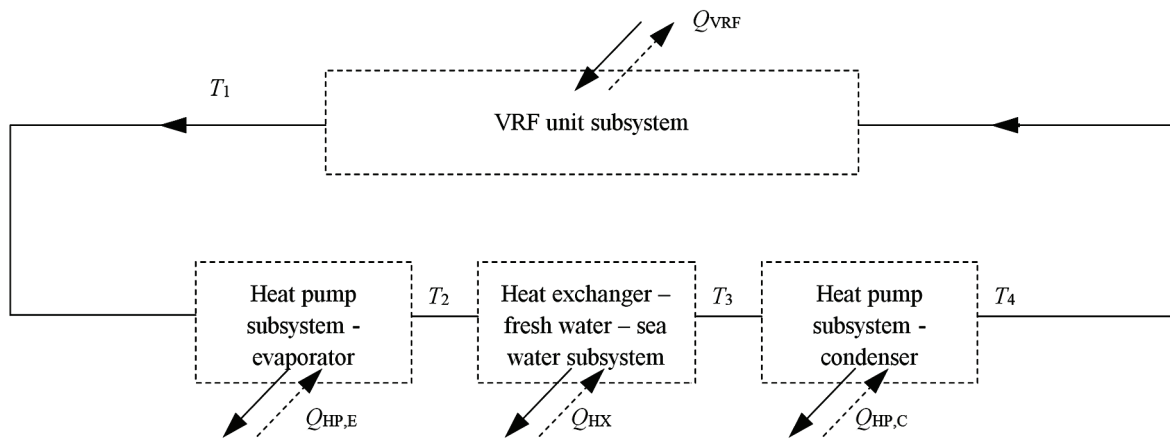 Q_VRF
T_1
VRF unit subsystem
Heat pump
subsystem -
evaporator
T_2
Heat exchanger –
fresh water – sea
water subsystem
T_3
Heat pump
subsystem -
condenser
T_4
Q_HP,E
Q_HX
Q_HP,C